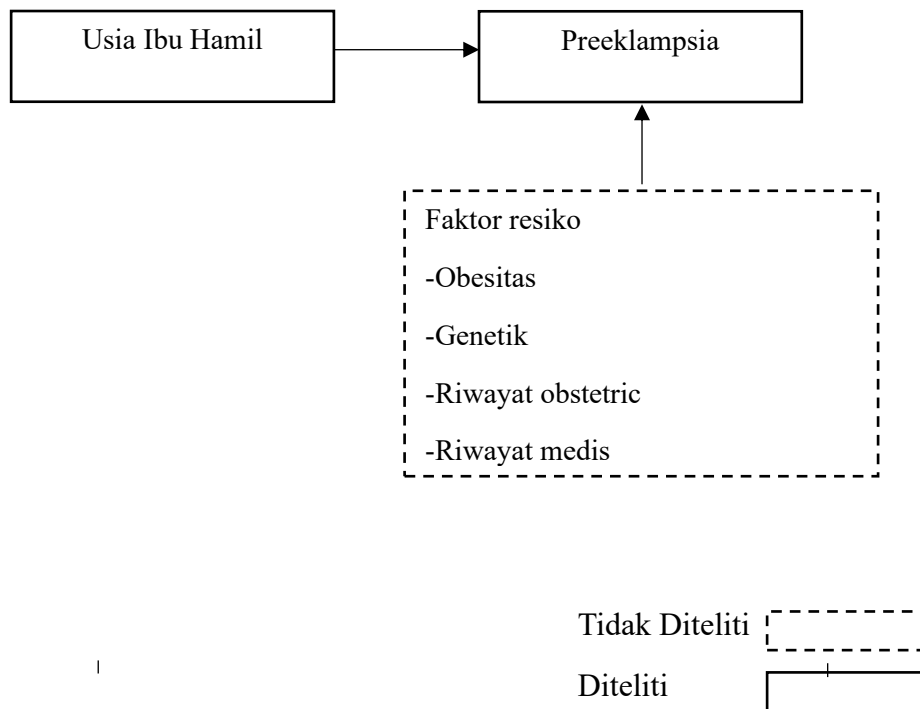 Usia Ibu Hamil
Preeklampsia
Faktor resiko
-Obesitas
-Genetik
-Riwayat obstetric
-Riwayat medis
Tidak Diteliti
Diteliti